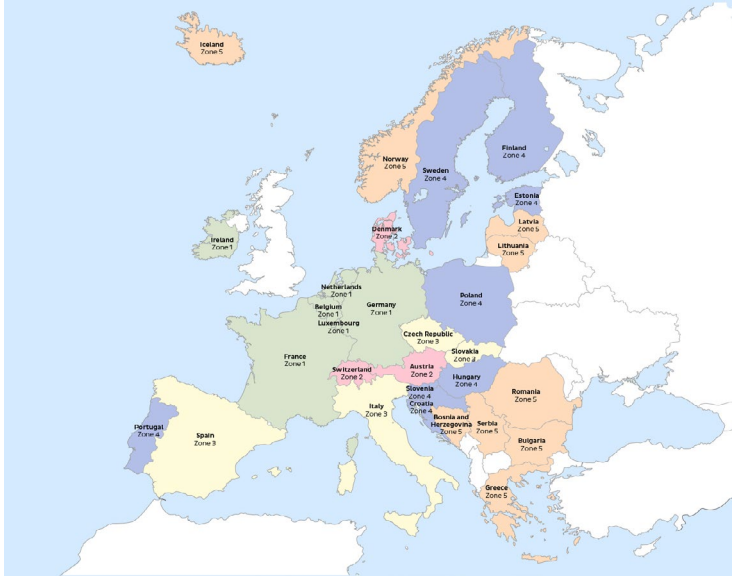 Iceland
Zone 5
Norway
Zone 5
Sweden
Zone 4
Finland
Zone 4
Estonia
Zone 4
Latvia
Zone 5
Lithuania
Zone 5
Denmark
Zone 2
Ireland
Zone 1
Netherlands
Zone 1
Belgium
Zone 1
Luxembourg
Zone 1
Germany
Zone 1
Poland
Zone 4
Czech Republic
Zone 3
Slovakia
Zone 3
France
Zone 1
Switzerland
Zone 2
Austria
Zone 2
Hungary
Zone 4
Slovenia
Zone 4
Croatia
Zone 4
Romania
Zone 5
Italy
Zone 3
Bosnia and
Herzegovina
Zone 5
Serbia
Zone 5
Portugal
Zone 4
Spain
Zone 3
Bulgaria
Zone 5
Greece
Zone 5